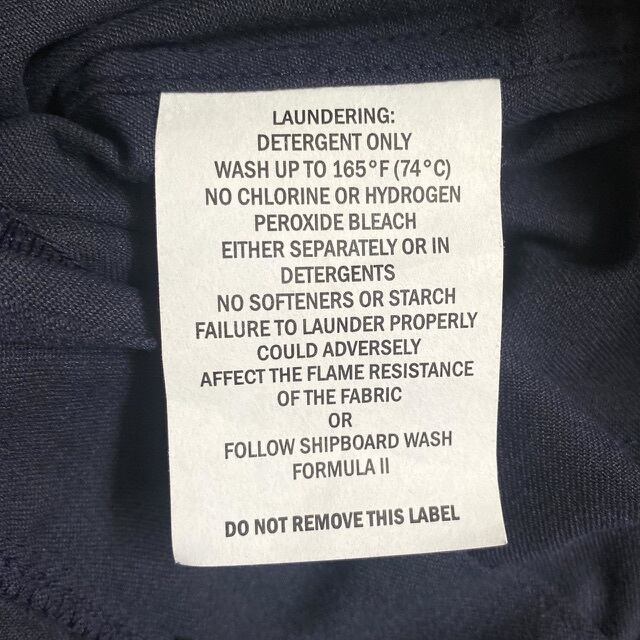 LAUNDERING:
DETERGENT ONLY
WASH UP TO 165°F (74°C)
NO CHLORINE OR HYDROGEN
PEROXIDE BLEACH
EITHER SEPARATELY OR IN
DETERGENTS
NO SOFTENERS OR STARCH
FAILURE TO LAUNDER PROPERLY
COULD ADVERSELY
AFFECT THE FLAME RESISTANCE
OF THE FABRIC
OR
FOLLOW SHIPBOARD WASH
FORMULA II
DO NOT REMOVE THIS LABEL